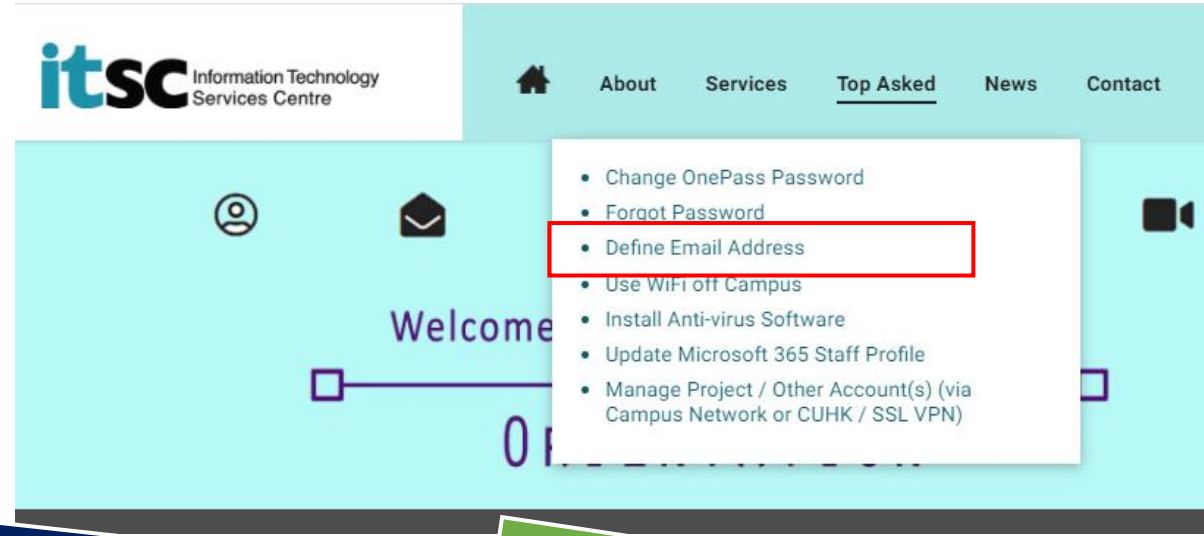 itsc Information Technology
Services Centre
About Services Top Asked News Contact
Change OnePass Password
Forgot Password
Define Email Address
Use WiFi off Campus
Install Anti-virus Software
Update Microsoft 365 Staff Profile
Manage Project / Other Account(s) (via
Campus Network or CUHK / SSL VPN)
Welcome